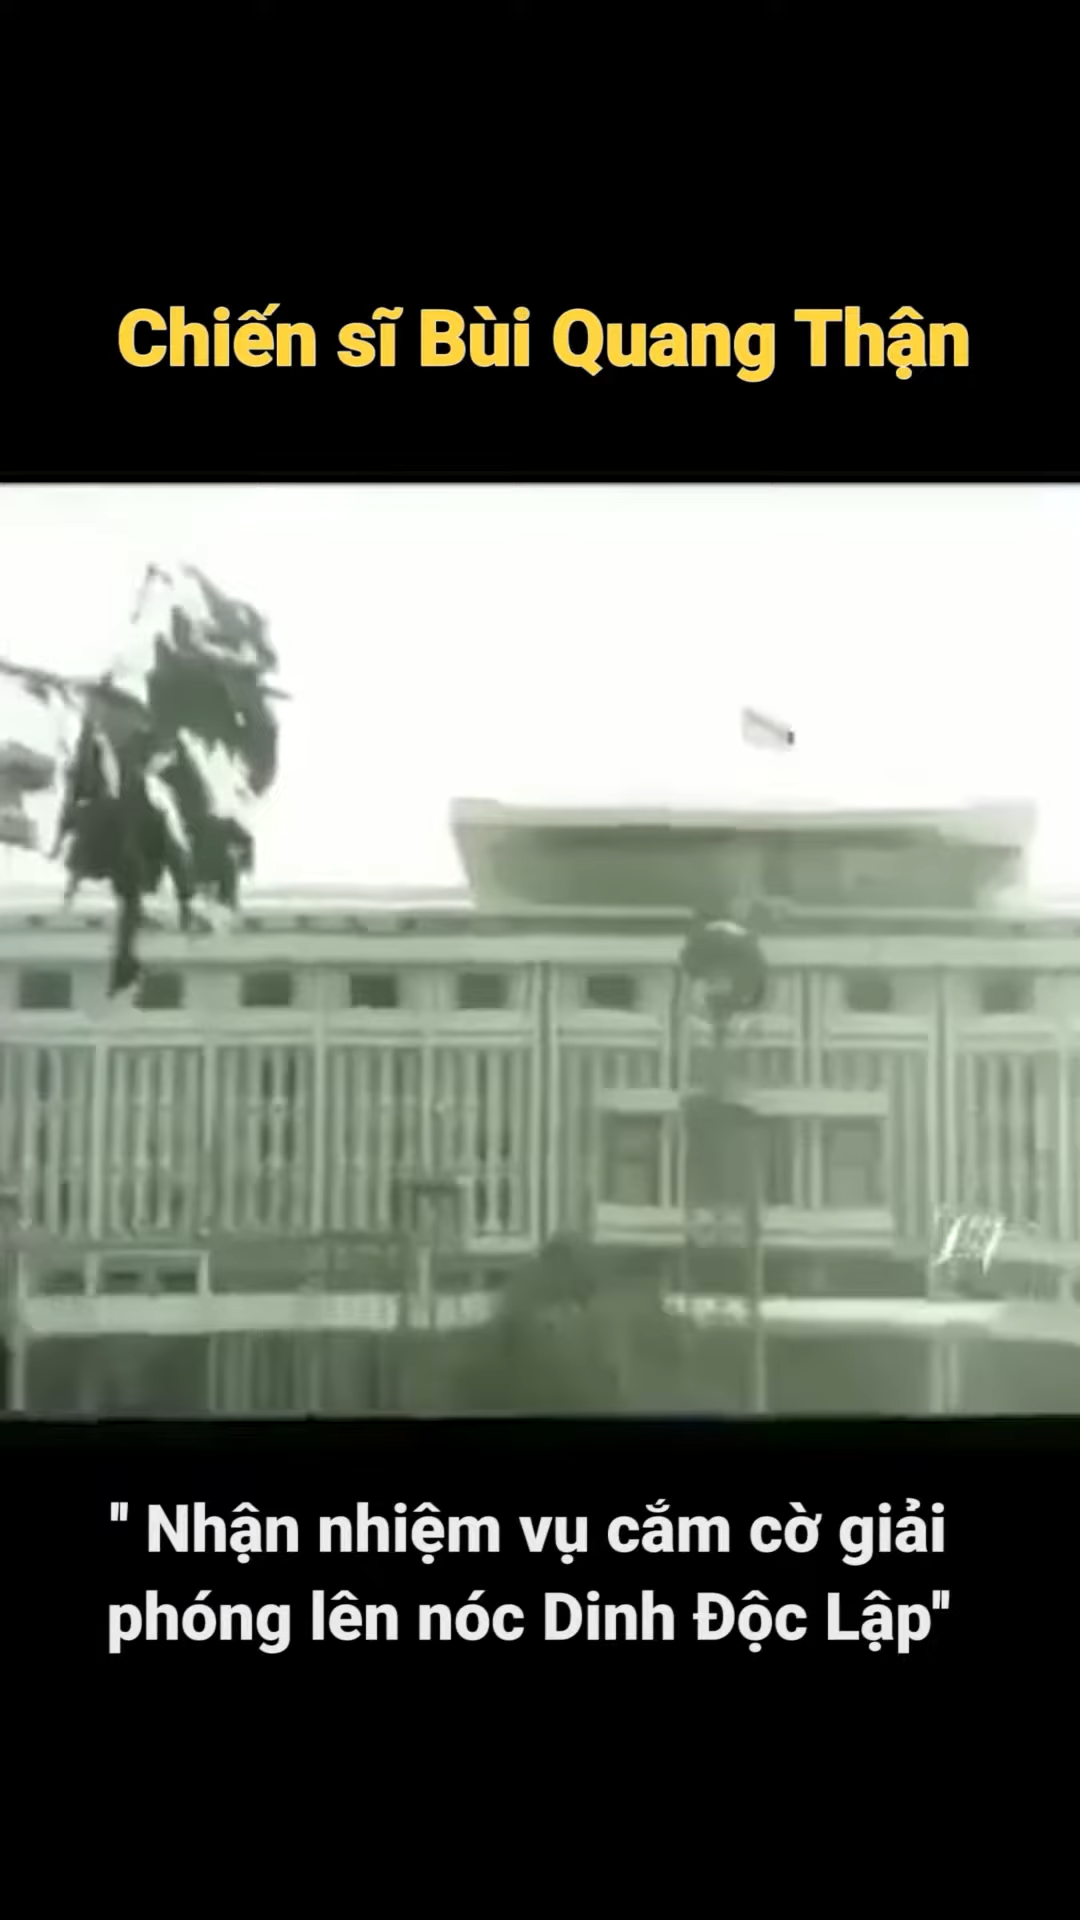 Chiến sĩ Bùi Quang Thận
" Nhận nhiệm vụ cắm cờ giải
phóng lên nóc Dinh Độc Lập"